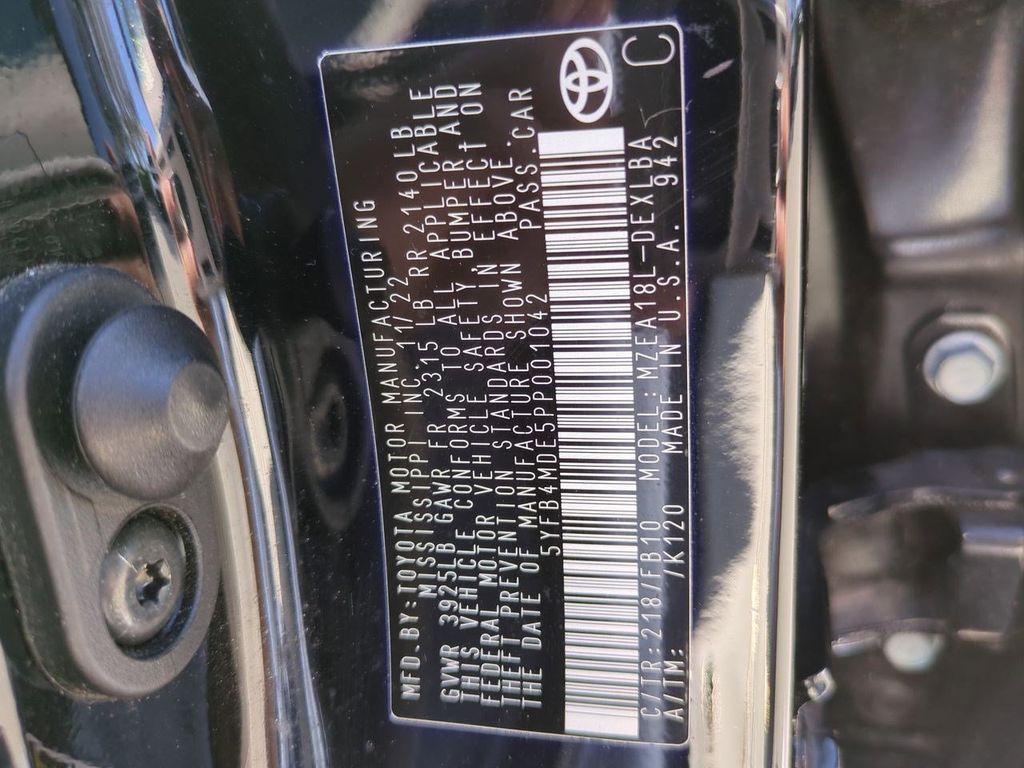 MFD.BY:TOYOTA MOTOR MANUFACTURING
MISSISSIPPI INC. 11/22
GVWR 3925LB GAWR FR 2315 LB RR 2140LB
THIS VEHICLE CONFORMS TO ALL APPLICABLE
FEDERAL MOTOR VEHICLE SAFETY, BUMPER AND
THEFT PREVENTION STANDARDS IN EFFECT ON
THE DATE OF MANUFACTURE SHOWN ABOVE.
5YFB4MDE5PP001042 PASS.CAR
C/TR:218/FB10 MODEL:MZEA18L-DEXLBA
A/TM: /K120 MADE IN U.S.A. 942
C